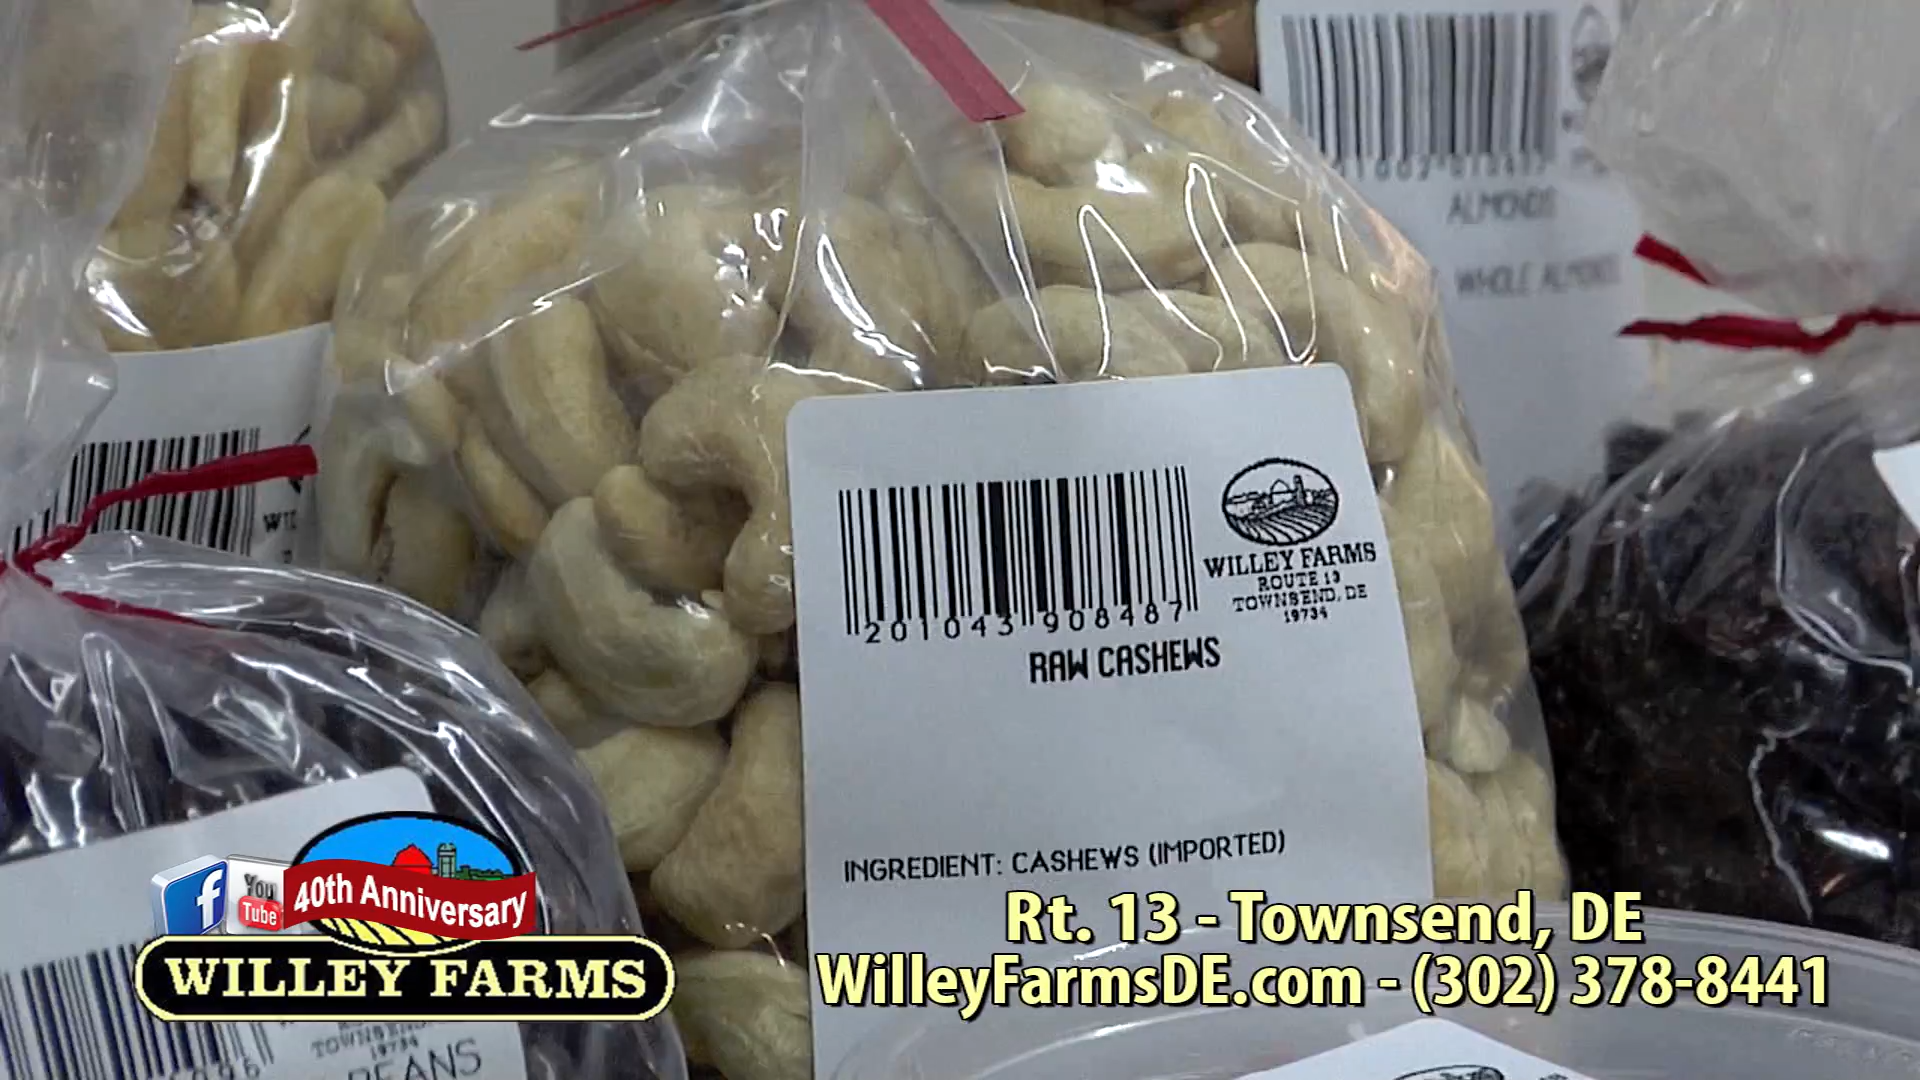 ALMONDS
WHOLE ALMONDS
201043 908487
WILLEY FARMS
ROUTE 13
TOWNSEND, DE
19734
RAW CASHEWS
INGREDIENT: CASHEWS (IMPORTED)
f
You
Tube
40th Anniversary
WILLEY FARMS
Rt. 13 - Townsend, DE
WilleyFarmsDE.com - (302) 378-8441
19734